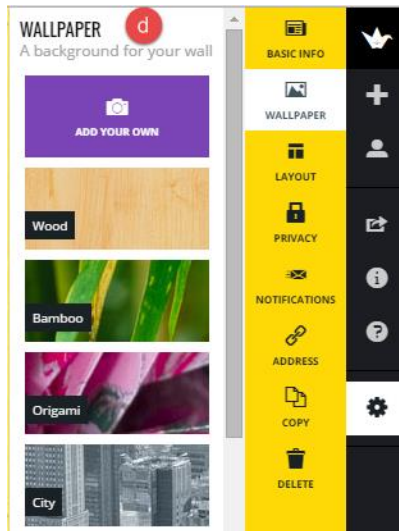 WALLPAPER
d
A background for your wall
ADD YOUR OWN
Wood
Bamboo
Origami
City
BASIC INFO
WALLPAPER
LAYOUT
PRIVACY
NOTIFICATIONS
ADDRESS
COPY
DELETE